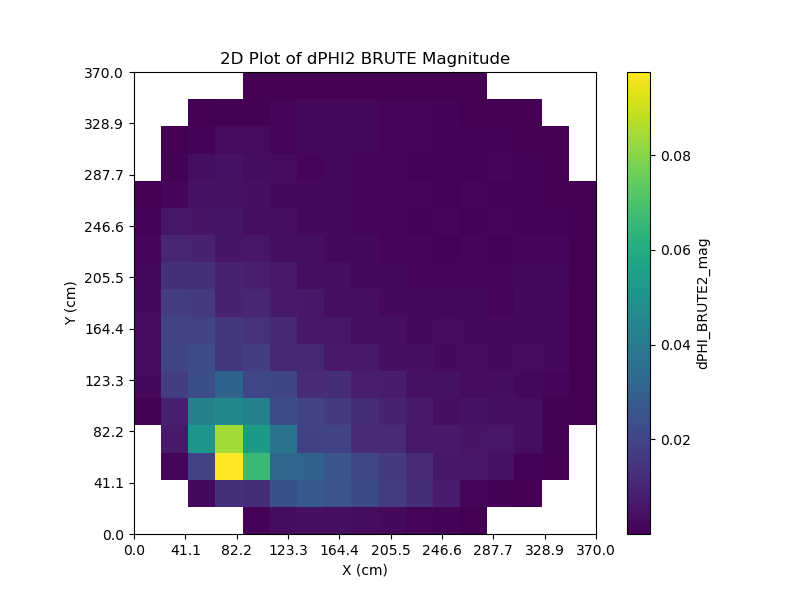 2D Plot of dPHI2 BRUTE Magnitude
370.0
328.9
287.7
246.6
205.5
164.4
123.3
82.2
41.1
0.0
Y (cm)
0.0 41.1 82.2 123.3 164.4 205.5 246.6 287.7 328.9 370.0
X (cm)
0.08
0.06
0.04
0.02
dPHI_BRUTE2_mag